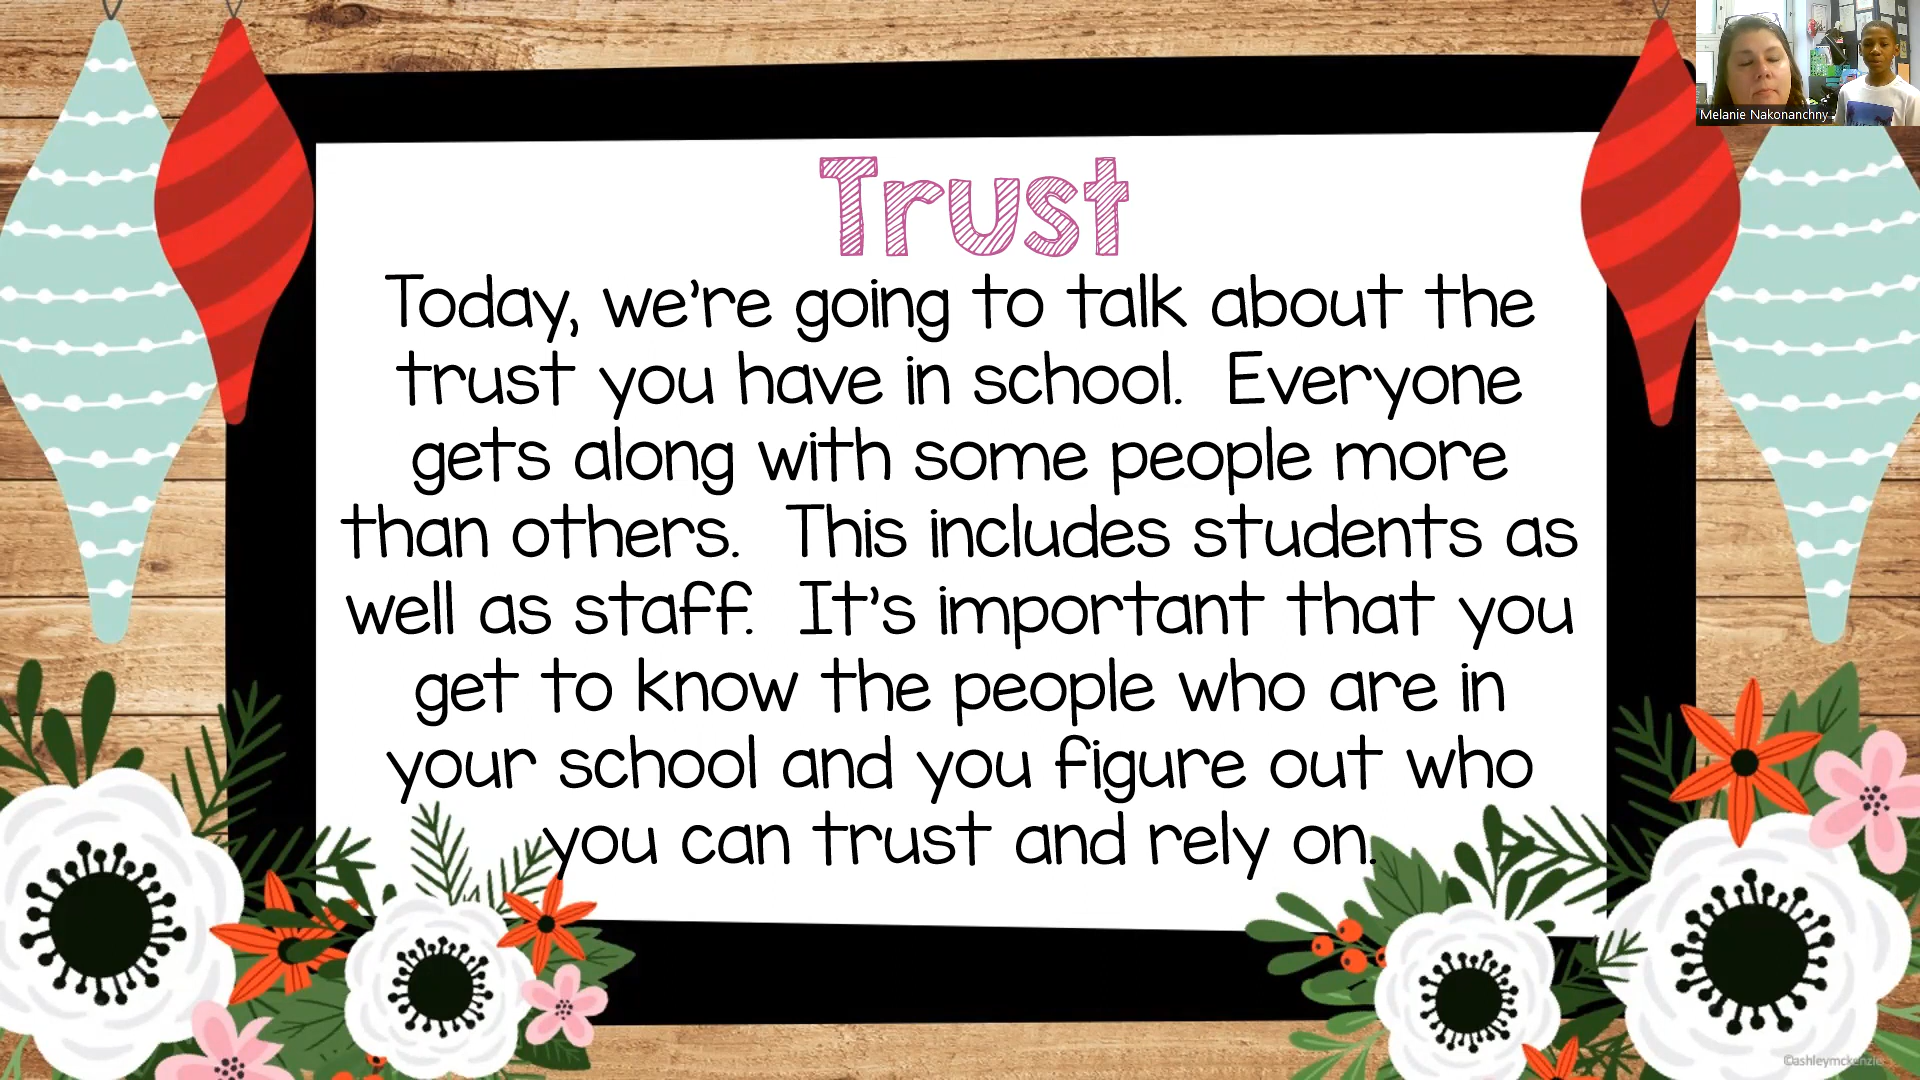 Melanie Nakonanchny
Trust
Today, we're going to talk about the
trust you have in school.  Everyone
gets along with some people more
than others.  This includes students as
well as staff.  It's important that you
get to know the people who are in
your school and you figure out who
you can trust and rely on.
©ashleymckenzie